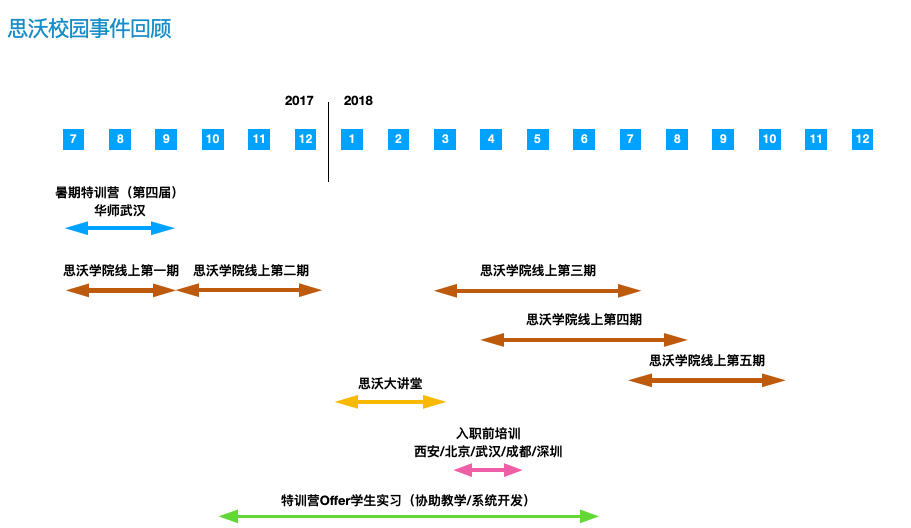 思沃校园事件回顾
2017 2018
7 8 9 10 11 12 1 2 3 4 5 6 7 8 9 10 11 12
暑期特训营（第四届）
华师武汉
思沃学院线上第一期 思沃学院线上第二期 思沃学院线上第三期
思沃学院线上第四期
思沃学院线上第五期
思沃大讲堂
入职前培训
西安/北京/武汉/成都/深圳
特训营Offer学生实习（协助教学/系统开发）